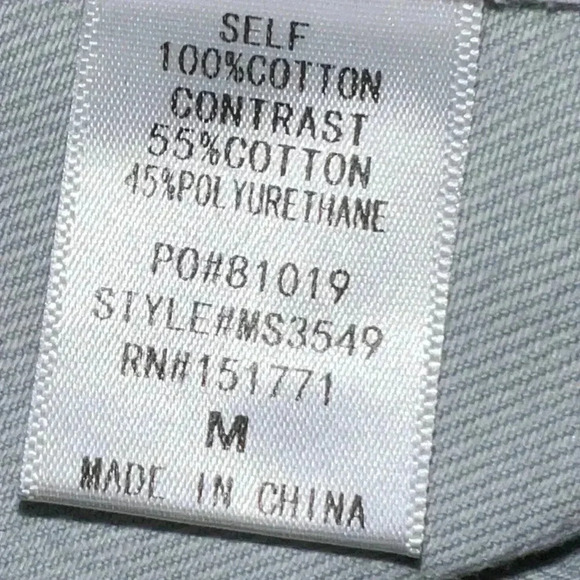 SELF
100%COTTON
CONTRAST
55%COTTON
45%POLYURETHANE
PO#81019
STYLE#MS3549
RN#151771
M
MADE IN CHINA